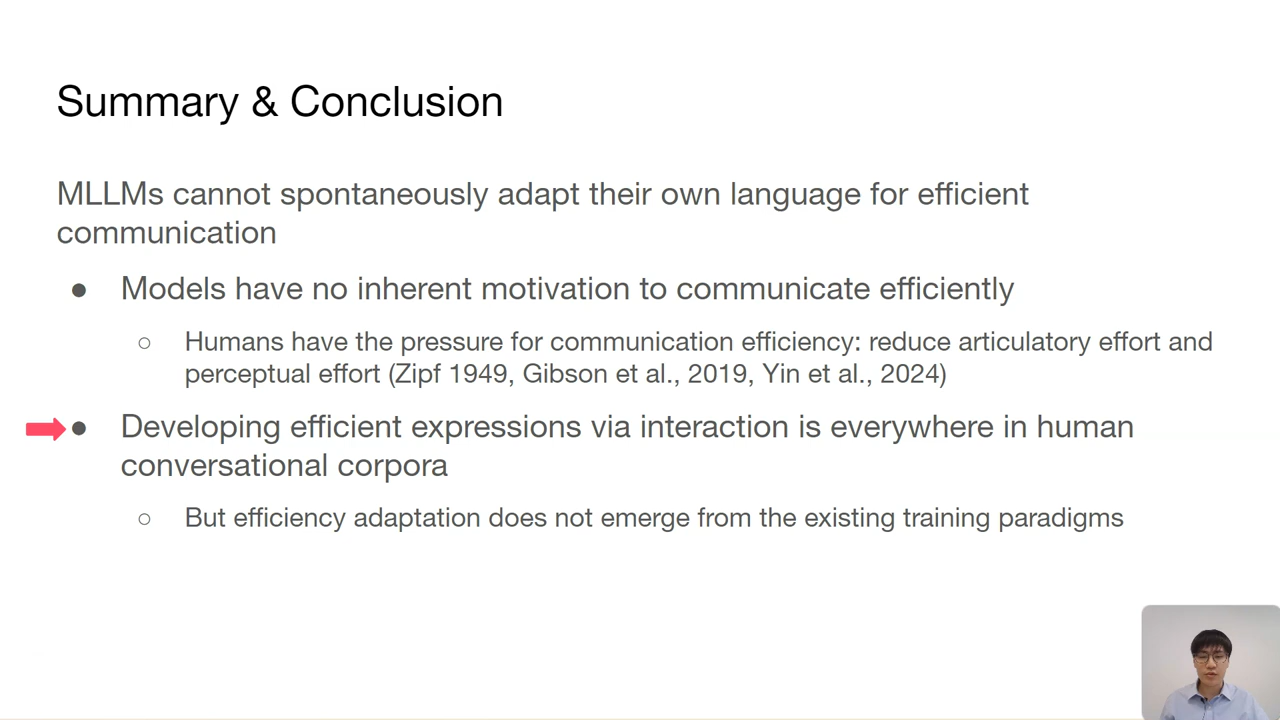 Summary & Conclusion
MLLMs cannot spontaneously adapt their own language for efficient
communication
● Models have no inherent motivation to communicate efficiently
○ Humans have the pressure for communication efficiency: reduce articulatory effort and
perceptual effort (Zipf 1949, Gibson et al., 2019, Yin et al., 2024)
● Developing efficient expressions via interaction is everywhere in human
conversational corpora
○ But efficiency adaptation does not emerge from the existing training paradigms